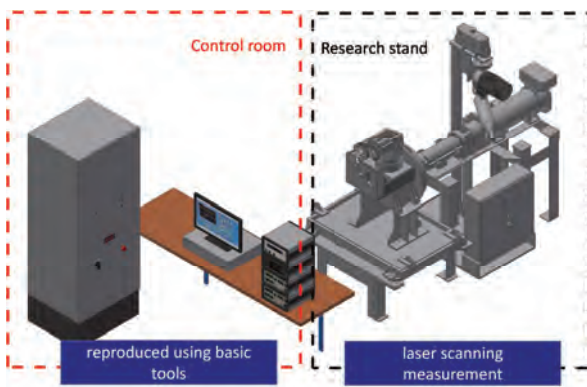 Control room
Research stand
reproduced using basic
tools
laser scanning
measurement